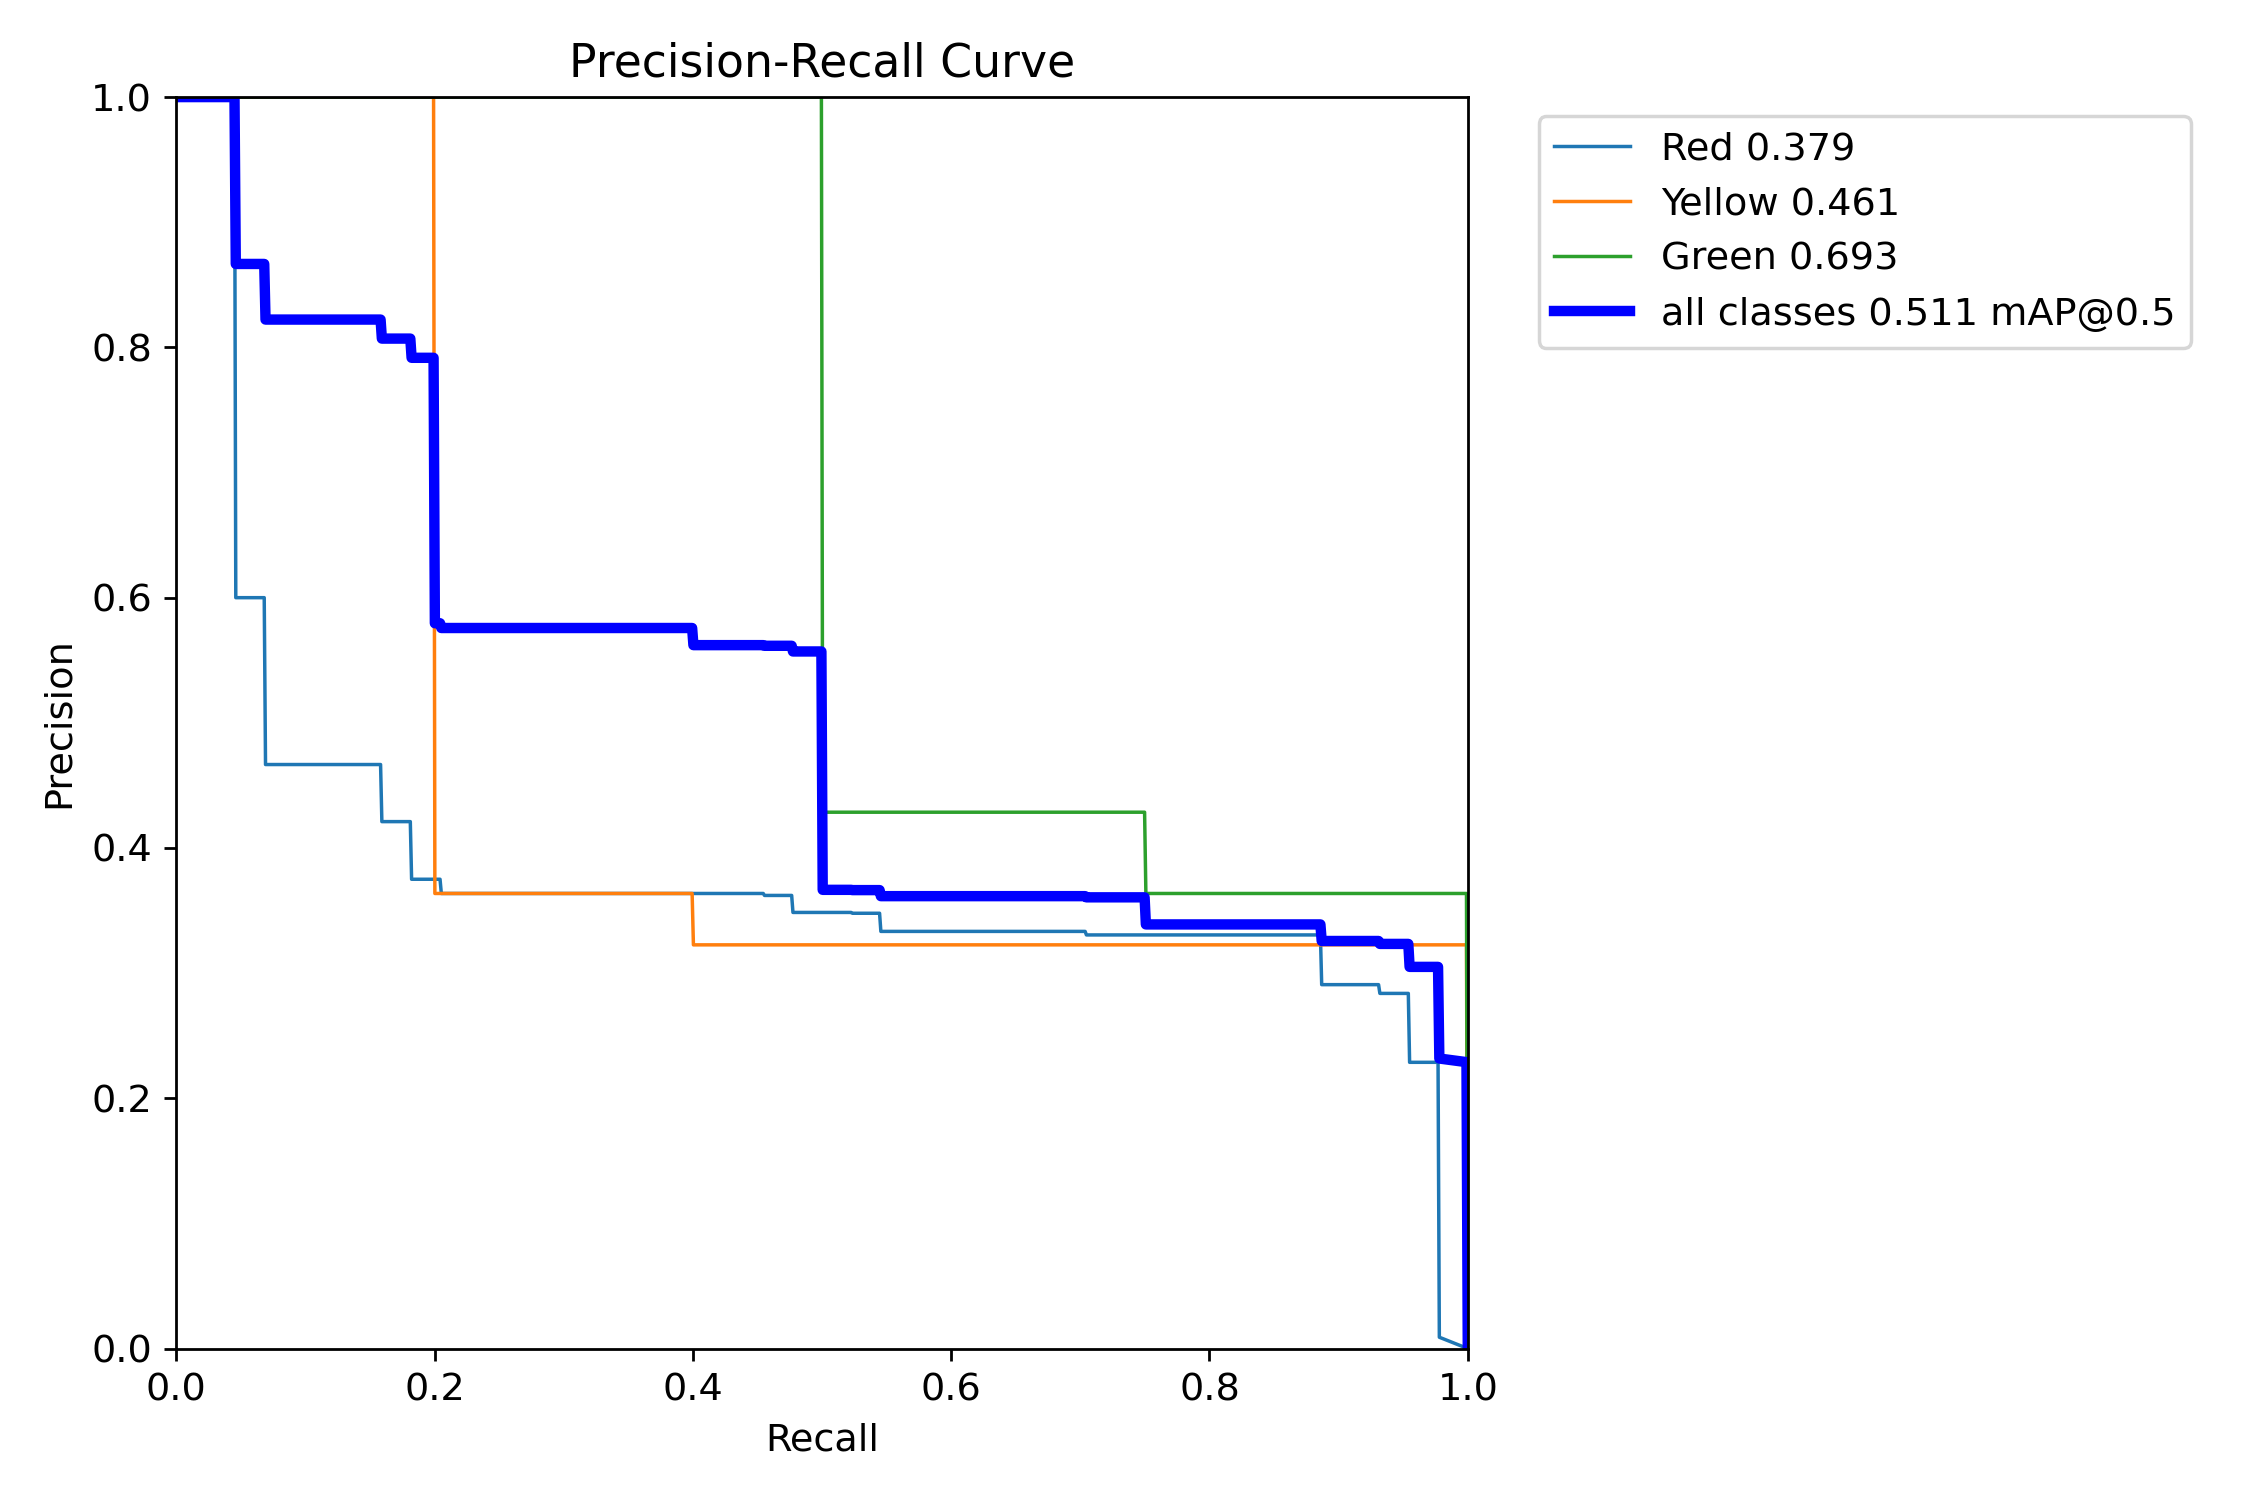 Precision-Recall Curve
1.0
0.8
0.6
0.4
0.2
0.0
Precision
0.0 0.2 0.4 0.6 0.8 1.0
Recall
Red 0.379
Yellow 0.461
Green 0.693
all classes 0.511 mAP@0.5